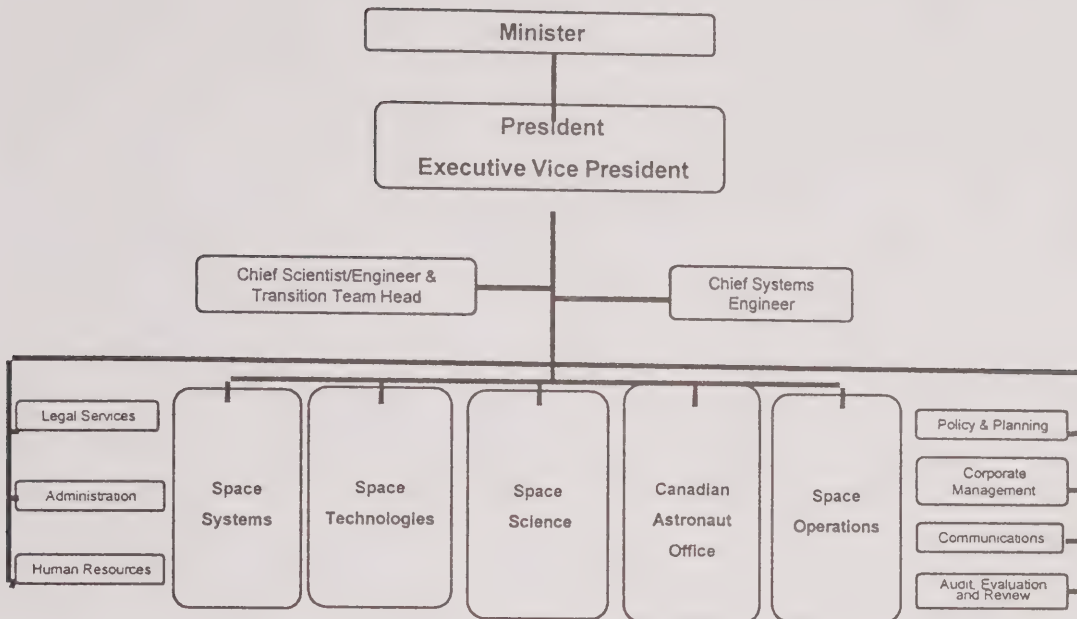 Minister
President
Executive Vice President
Chief Scientist/Engineer &
Transition Team Head
Chief Systems
Engineer
Legal Services
Administration
Human Resources
Space
Systems
Space
Technologies
Space
Science
Canadian
Astronaut
Office
Space
Operations
Policy & Planning
Corporate
Management
Communications
Audit, Evaluation
and Review